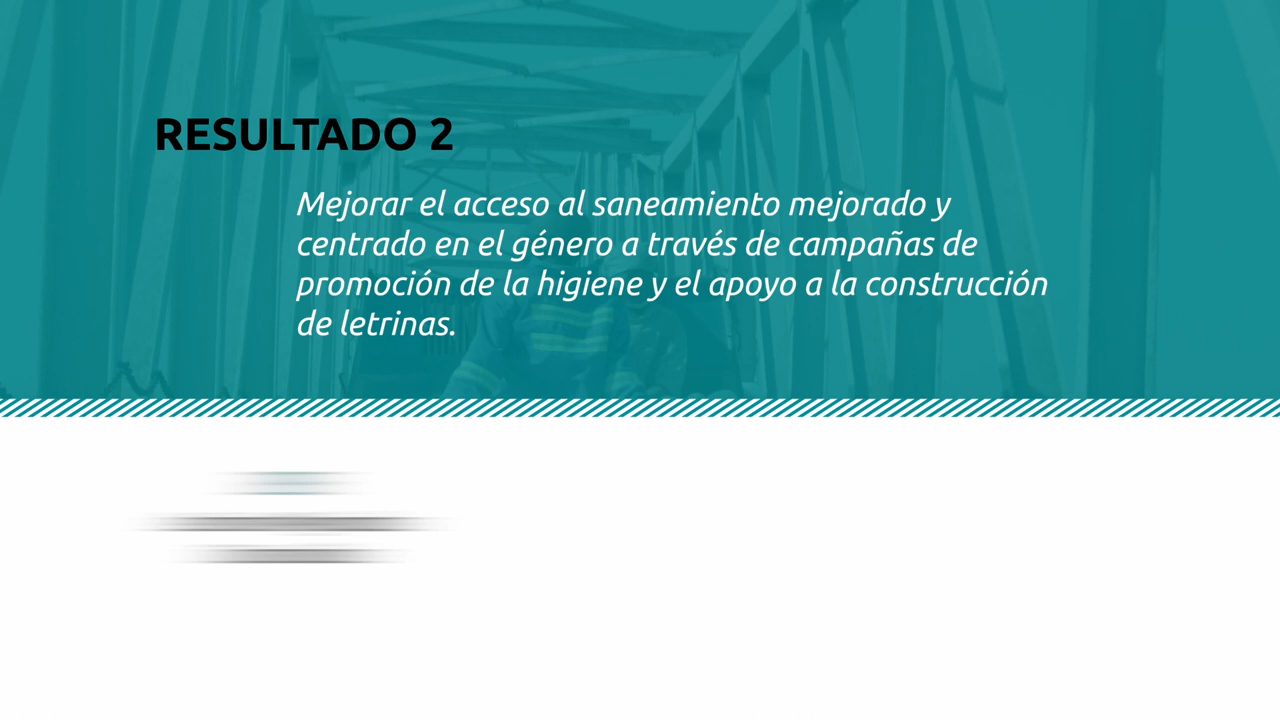 RESULTADO 2
Mejorar el acceso al saneamiento mejorado y
centrado en el género a través de campañas de
promoción de la higiene y el apoyo a la construcción
de letrinas.